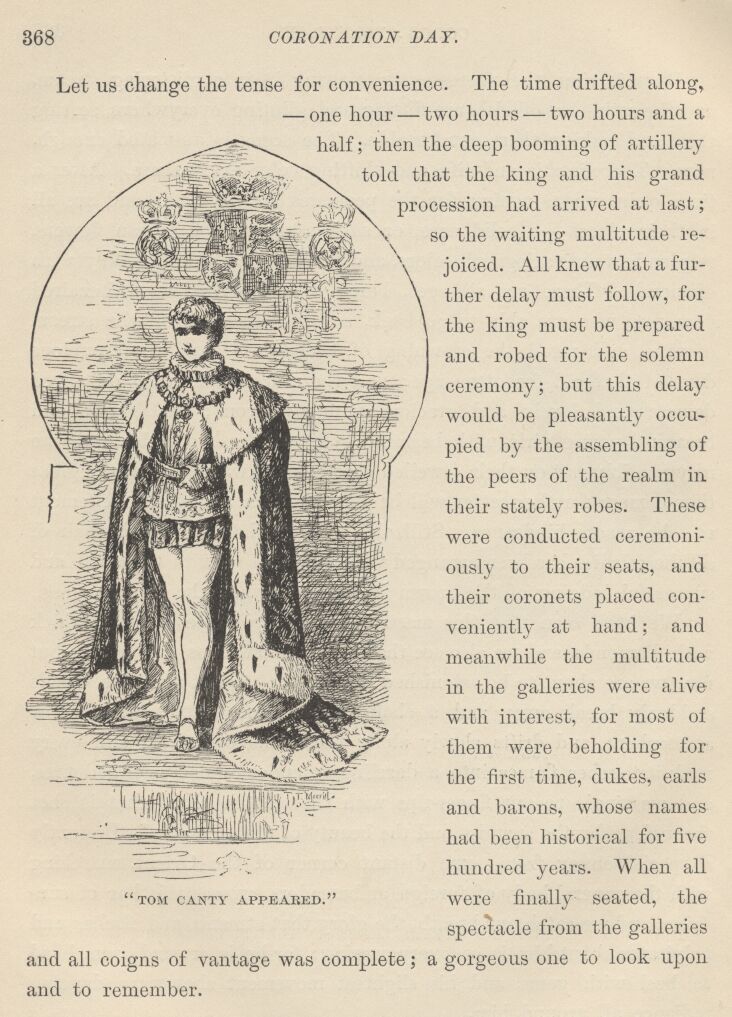 368
CORONATION DAY.
Let us change the tense for convenience. The time drifted along,
— one hour — two hours — two hours and a
half; then the deep booming of artillery
told that the king and his grand
procession had arrived at last;
so the waiting multitude re-
joiced. All knew that a fur-
ther delay must follow, for
the king must be prepared
and robed for the solemn
ceremony; but this delay
would be pleasantly occu-
pied by the assembling of
the peers of the realm in
their stately robes. These
were conducted ceremoni-
ously to their seats, and
their coronets placed con-
veniently at hand; and
meanwhile the multitude
in the galleries were alive
with interest, for most of
them were beholding for
the first time, dukes, earls
and barons, whose names
had been historical for five
hundred years. When all
were finally seated, the
spectacle from the galleries
and all coigns of vantage was complete; a gorgeous one to look upon
and to remember.
"TOM CANTY APPEARED."